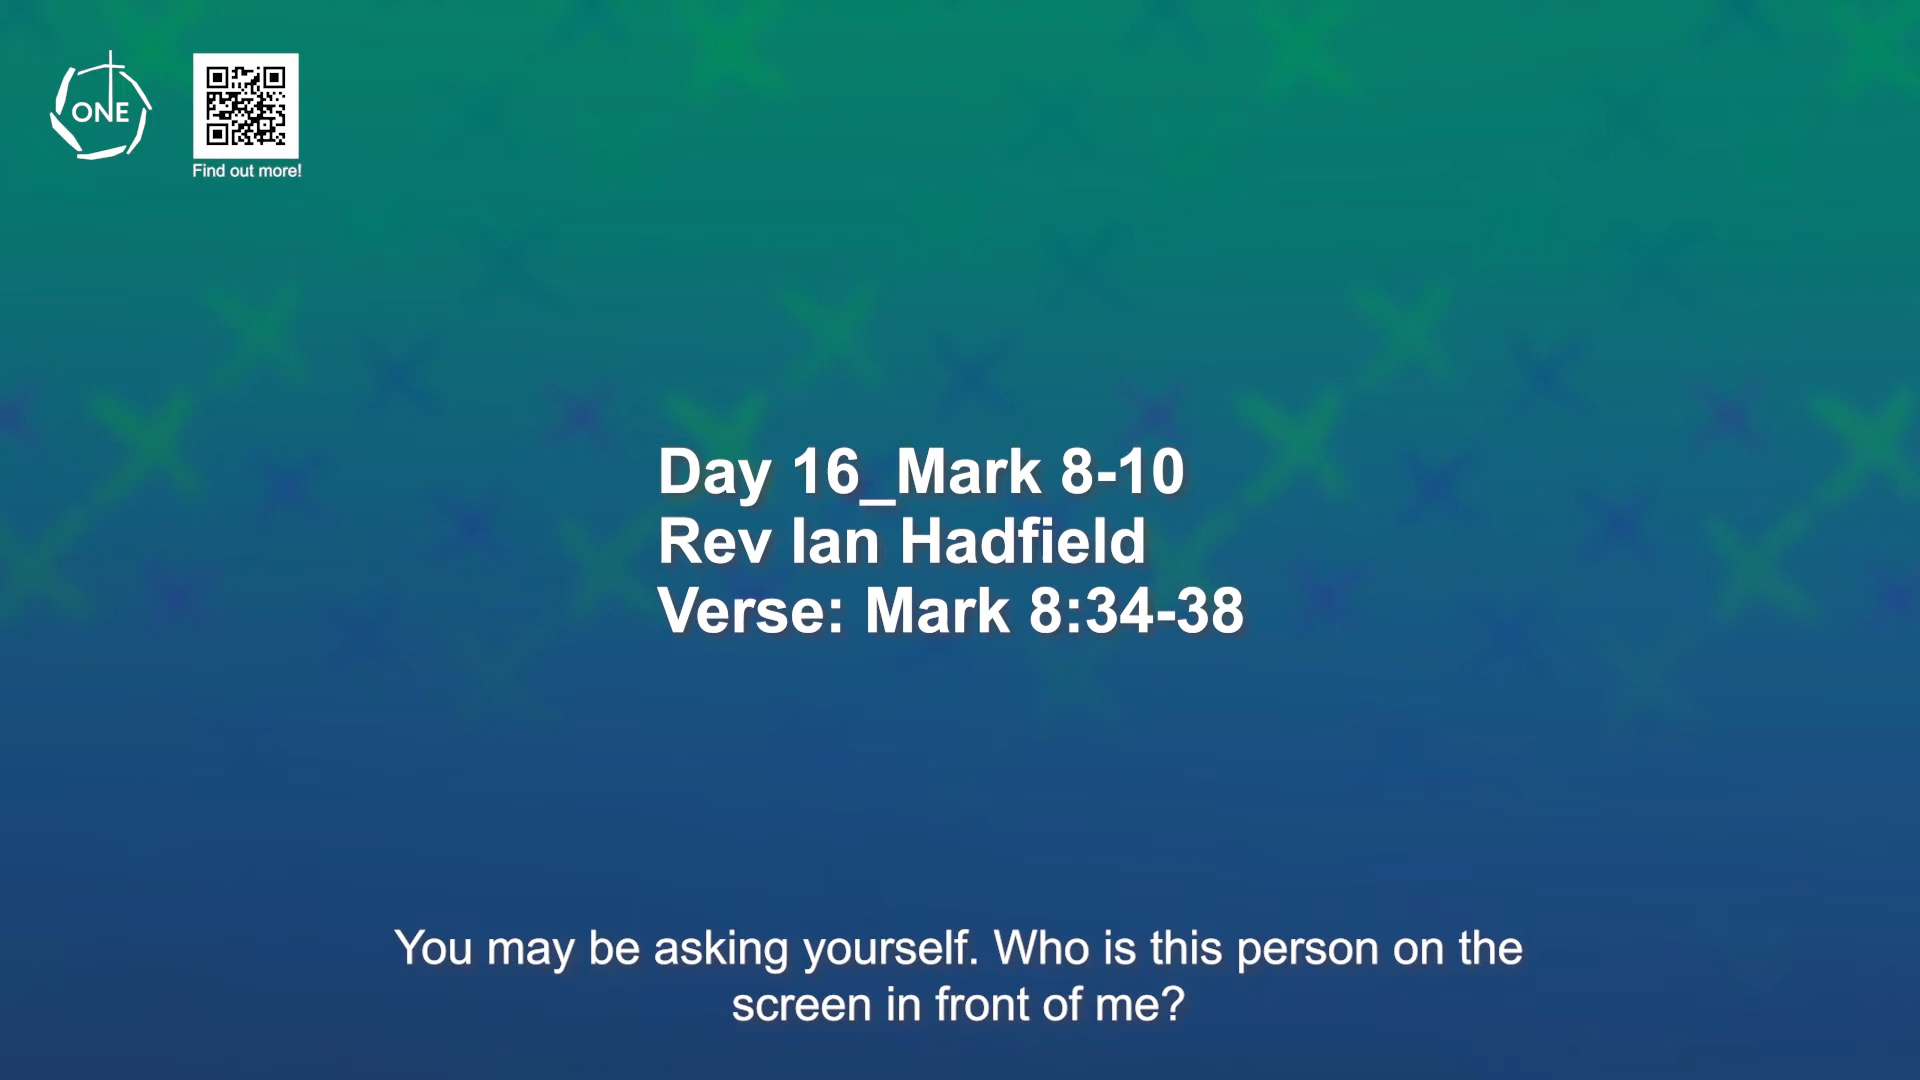 ONE
Find out more!
Day 16_Mark 8-10
Rev Ian Hadfield
Verse: Mark 8:34-38
You may be asking yourself. Who is this person on the
screen in front of me?